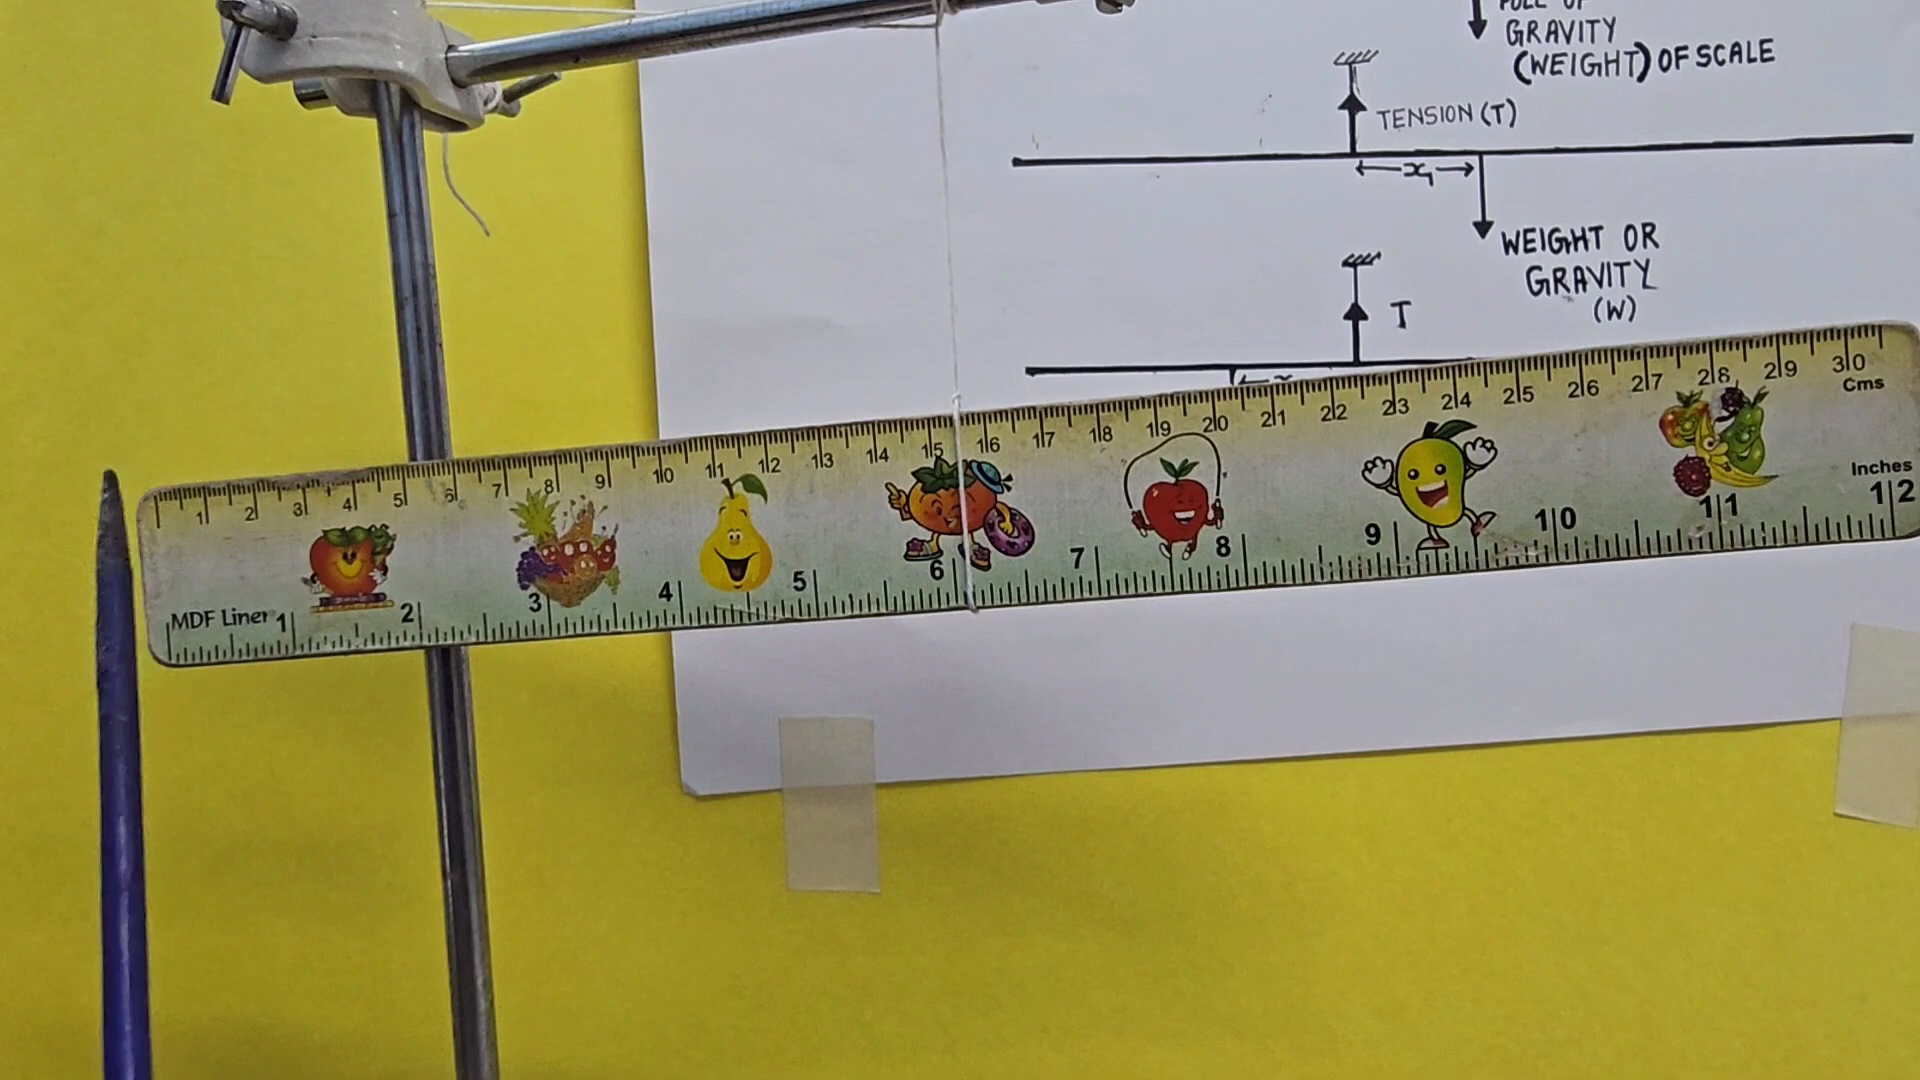 PULL OF
GRAVITY
(WEIGHT) OF SCALE
TENSION (T)
x₁
WEIGHT OR
GRAVITY
(W)
T
x
1 2 3 4 5 6 7 8 9 10 11 12 13 14 15 16 17 18 19 20 21 22 23 24 25 26 27 28 29 30
Cms
Inches
MDF Liner 1 2 3 4 5 6 7 8 9 10 11 12